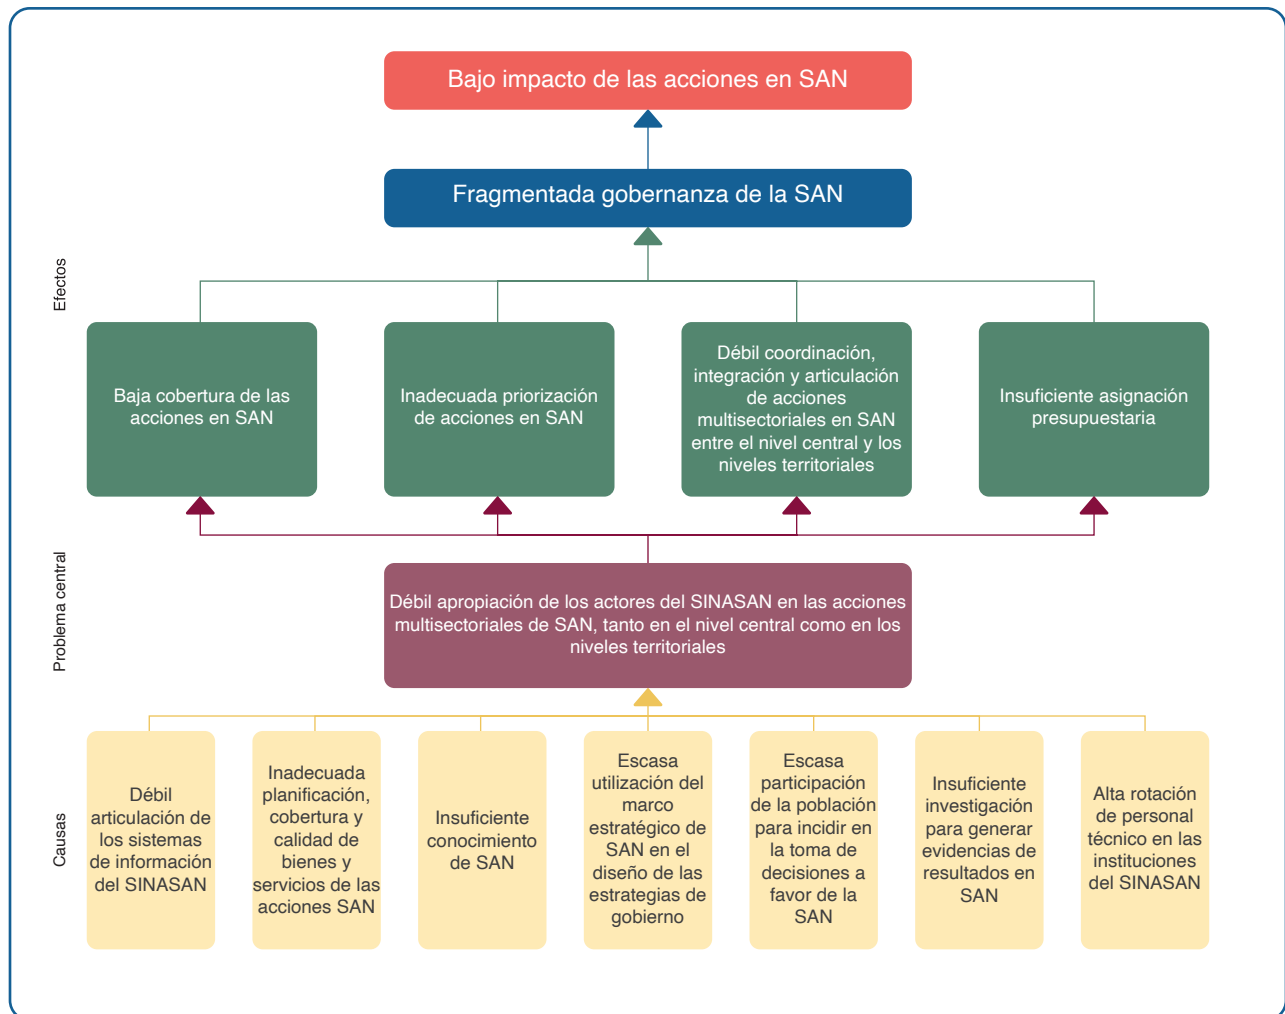 Bajo impacto de las acciones en SAN
Fragmentada gobernanza de la SAN
Efectos
Baja cobertura de las
acciones en SAN
Inadecuada priorización
de acciones en SAN
Débil coordinación,
integración y articulación
de acciones
multisectoriales en SAN
entre el nivel central y los
niveles territoriales
Insuficiente asignación
presupuestaria
Problema central
Débil apropiación de los actores del SINASAN en las acciones
multisectoriales de SAN, tanto en el nivel central como en los
niveles territoriales
Causas
Débil
articulación de
los sistemas
de información
del SINASAN
Inadecuada
planificación,
cobertura y
calidad de
bienes y
servicios de las
acciones SAN
Insuficiente
conocimiento
de SAN
Escasa
utilización del
marco
estratégico de
SAN en el
diseño de las
estrategias de
gobierno
Escasa
participación
de la población
para incidir en
la toma de
decisiones a
favor de la
SAN
Insuficiente
investigación
para generar
evidencias de
resultados en
SAN
Alta rotación
de personal
técnico en las
instituciones
del SINASAN